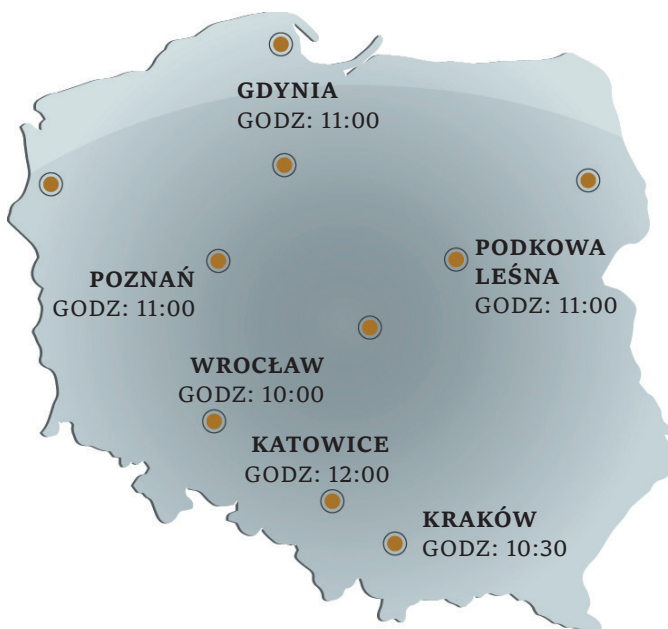 GDYNIA
GODZ: 11:00
PODKOWA
LEŚNA
GODZ: 11:00
POZNAŃ
GODZ: 11:00
WROCŁAW
GODZ: 10:00
KATOWICE
GODZ: 12:00
KRAKÓW
GODZ: 10:30